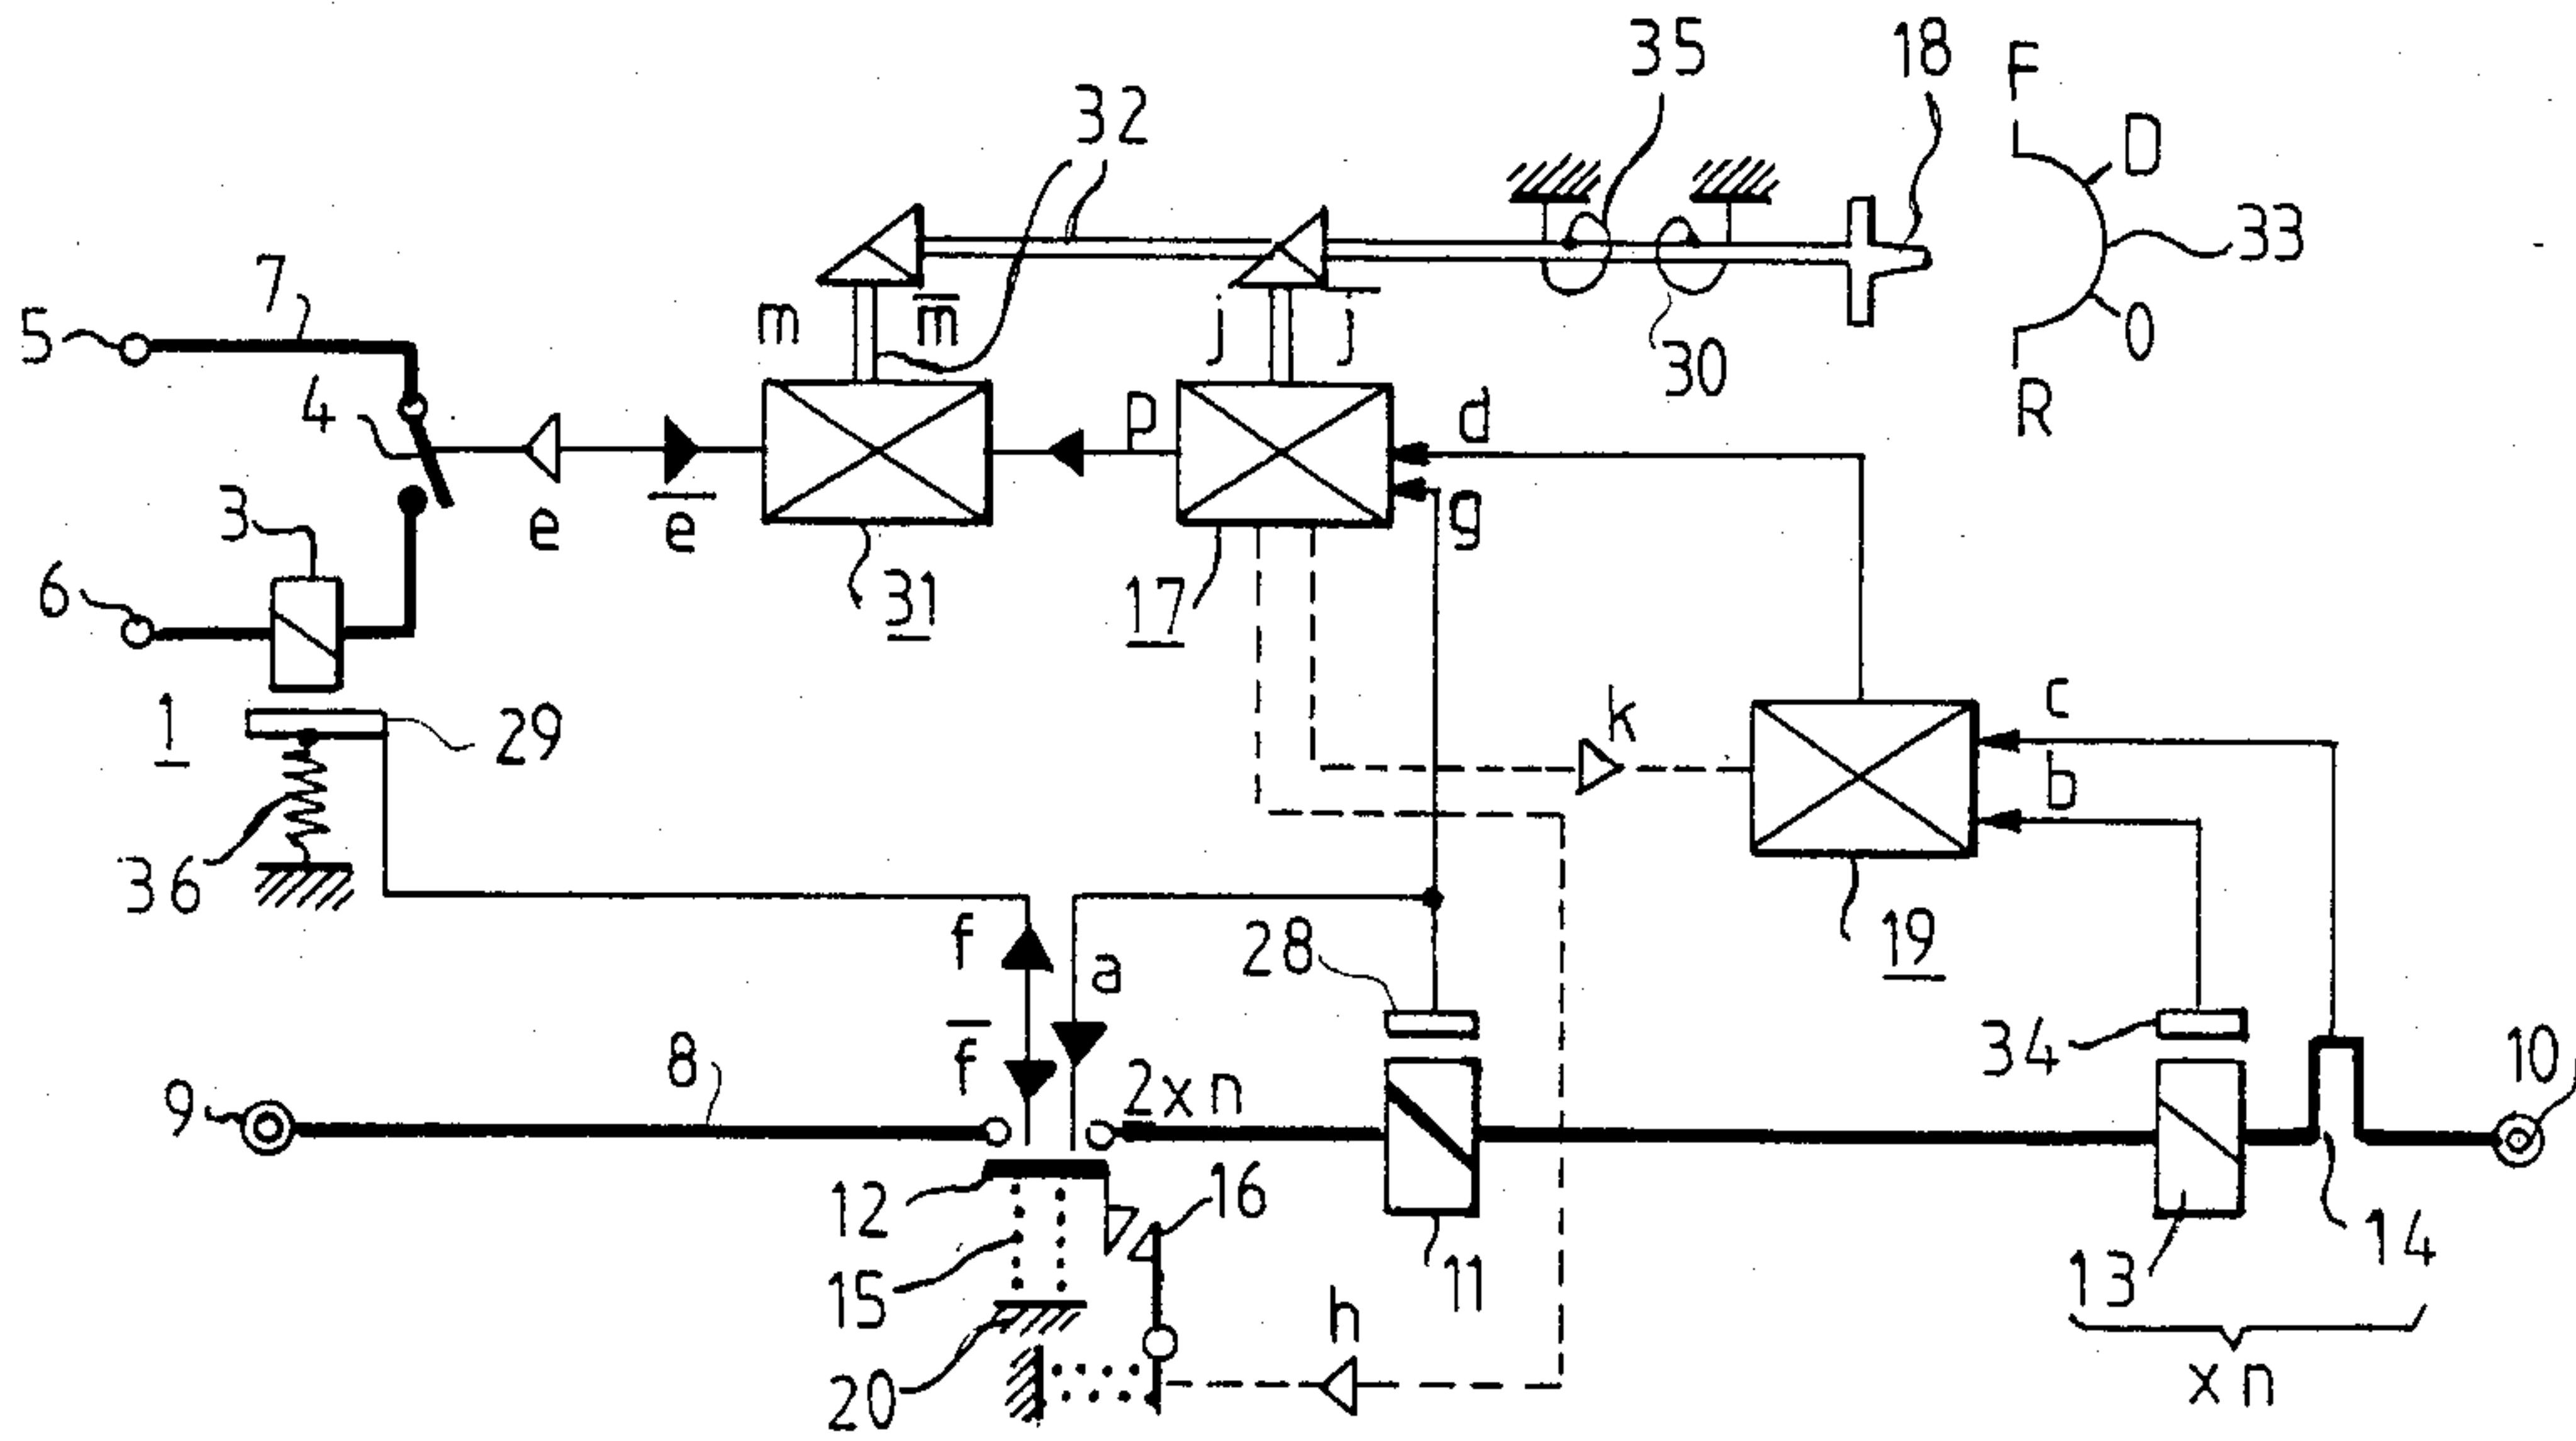 35 18 F
32 D
33
7 m m̅ j j̅ O
5 30
4 p d R
3 e e̅ g
6 31 17
1 29 k c
b
36 f a 28 19
f̅ 34 10
9 8 2xn
12 16
15 11 13 14
20 h xn